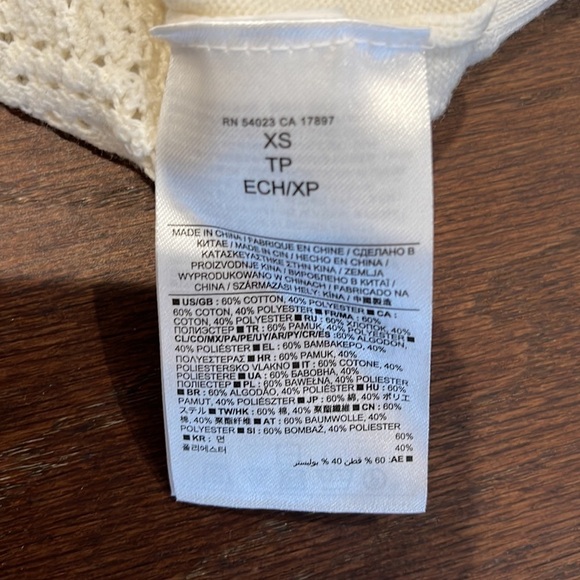 RN 54023 CA 17897
XS
TP
ECH/XP
MADE IN CHINA / FABRIQUE EN CHINE / СДЕЛАНО В
КИТАЕ / MADE IN CIN / HECHO EN CHINA /
ΚΑΤΑΣΚΕΥΑΣΤΗΚΕ ΣΤΗΝ ΚΙΝΑ / ZEMLJA
PROIZVODNJE KINA / ВИРОБЛЕНО В КИТАЇ /
WYPRODUKOWANO W CHINACH / FABRICADO NA
CHINA / SZÁRMAZÁSI HELY: KÍNA / 中國製造
■ US/GB : 60% COTTON, 40% POLYESTER ■ CA :
60% COTON, 40% POLYESTER ■ FR/MA : 60%
COTON, 40% POLYESTER ■ RU : 60% ХЛОПОК, 40%
ПОЛИЭСТЕР ■ TR : 60% PAMUK, 40% POLYESTER ■
CL/CO/MX/PA/PE/UY/AR/PY/CR/ES :60% ALGODÓN,
40% POLIÉSTER ■ EL : 60% ΒΑΜΒΑΚΕΡΟ, 40%
ΠΟΛΥΕΣΤΕΡΑΣ ■ HR : 60% PAMUK, 40%
POLIESTERSKO VLAKNO ■ IT : 60% COTONE, 40%
POLIESTERE ■ UA : 60% БАВОВНА, 40%
ПОЛІЕСТЕР ■ PL : 60% BAWEŁNA, 40% POLIESTER
■ BR : 60% ALGODÃO, 40% POLIÉSTER ■ HU : 60%
PAMUT, 40% POLIÉSZTER ■ JP : 60% 綿, 40% ポリエ
ステル ■ TW/HK : 60% 棉, 40% 聚酯纖維 ■ CN : 60%
棉, 40% 聚酯纤维 ■ AT : 60% BAUMWOLLE, 40%
POLYESTER ■ SI : 60% BOMBAŽ, 40% POLIESTER
■ KR : 면 60%
폴리에스터 40%
■ AE: 60 % قطن 40 % بوليستر